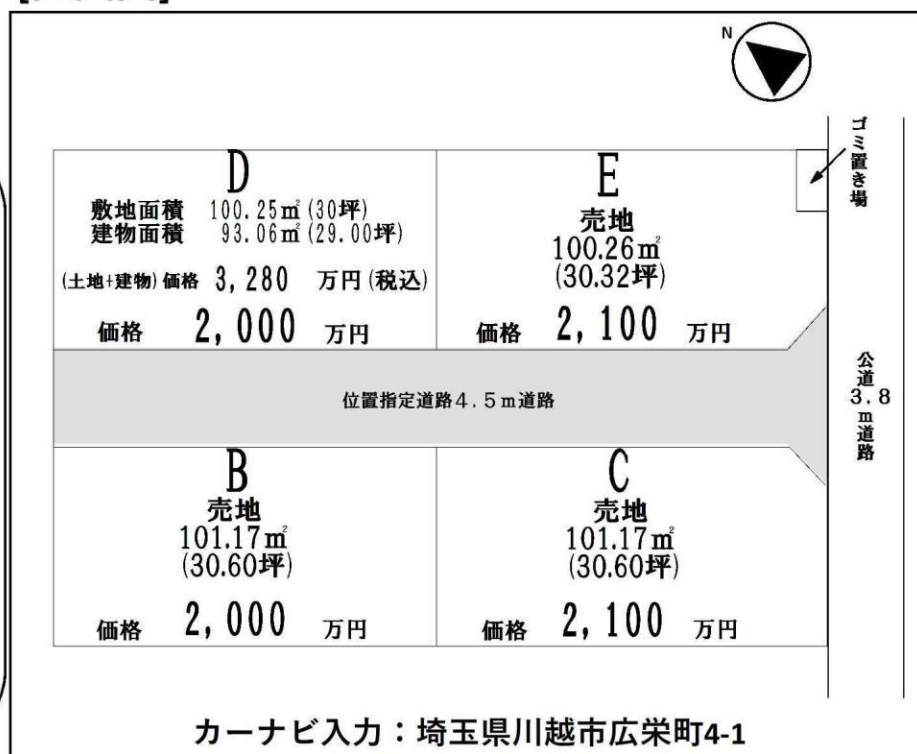 N
ゴミ置き場
D
敷地面積 100.25㎡(30坪)
建物面積 93.06㎡(29.00坪)
(土地+建物)価格 3,280 万円(税込)
価格 2,000 万円
E
売地
100.26㎡
(30.32坪)
価格 2,100 万円
位置指定道路4.5m道路
公道3.8m道路
B
売地
101.17㎡
(30.60坪)
価格 2,000 万円
C
売地
101.17㎡
(30.60坪)
価格 2,100 万円
カーナビ入力:埼玉県川越市広栄町4-1